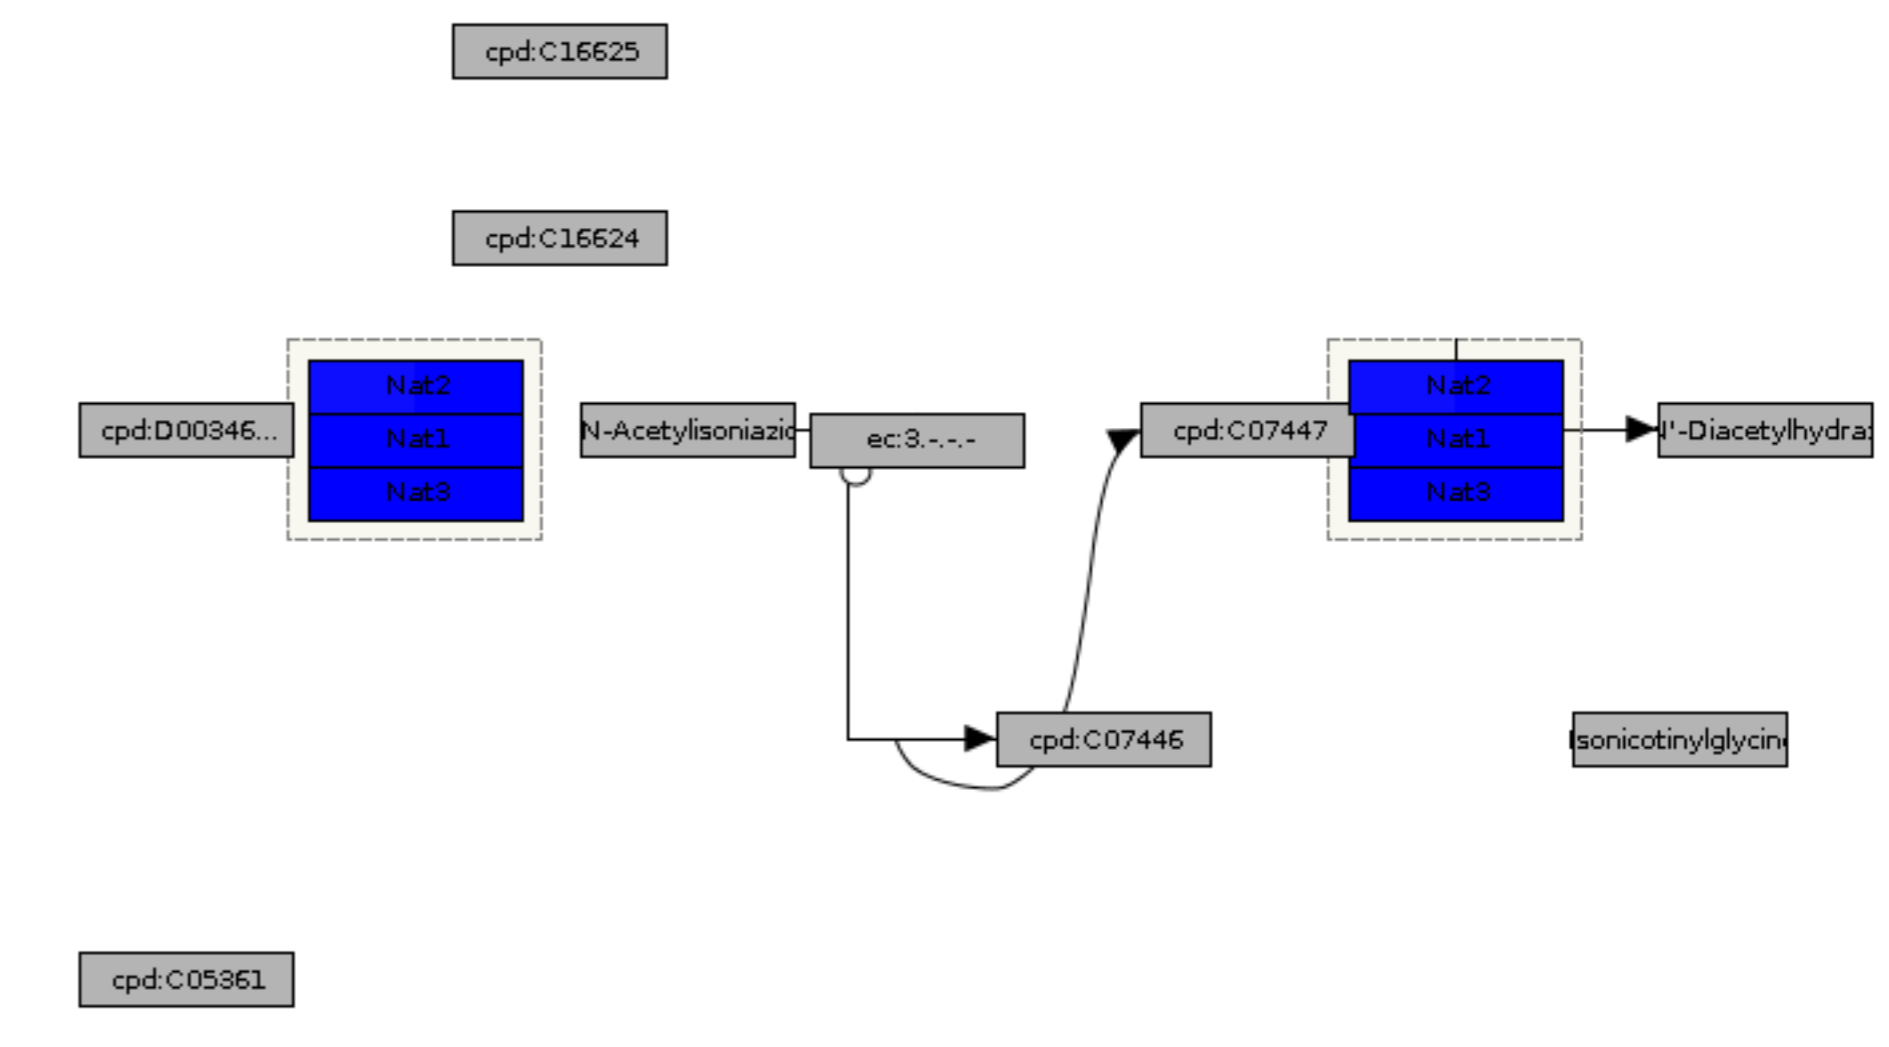 cpd:C16625
cpd:C16624
Nat2
Nat1
Nat3
cpd:D00346...
N-Acetylisoniazid
ec:3.-.-.-
cpd:C07447
Nat2
Nat1
Nat3
'-Diacetylhydra
cpd:C07446
sonicotinylglycin
cpd:C05361